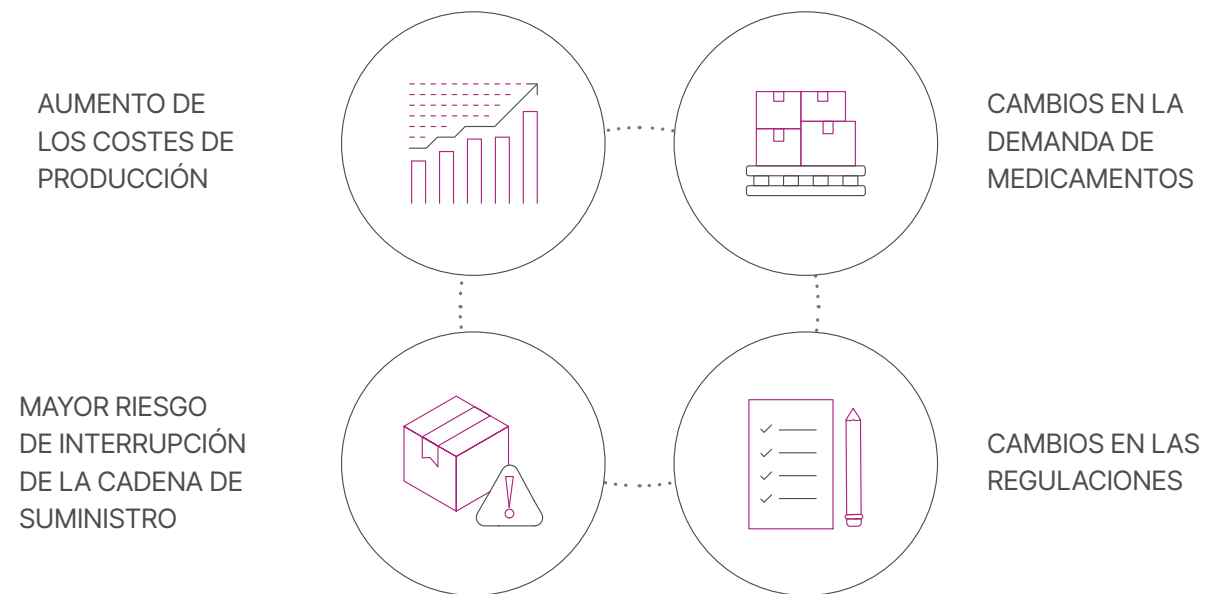 AUMENTO DE
LOS COSTES DE
PRODUCCIÓN
CAMBIOS EN LA
DEMANDA DE
MEDICAMENTOS
MAYOR RIESGO
DE INTERRUPCIÓN
DE LA CADENA DE
SUMINISTRO
CAMBIOS EN LAS
REGULACIONES